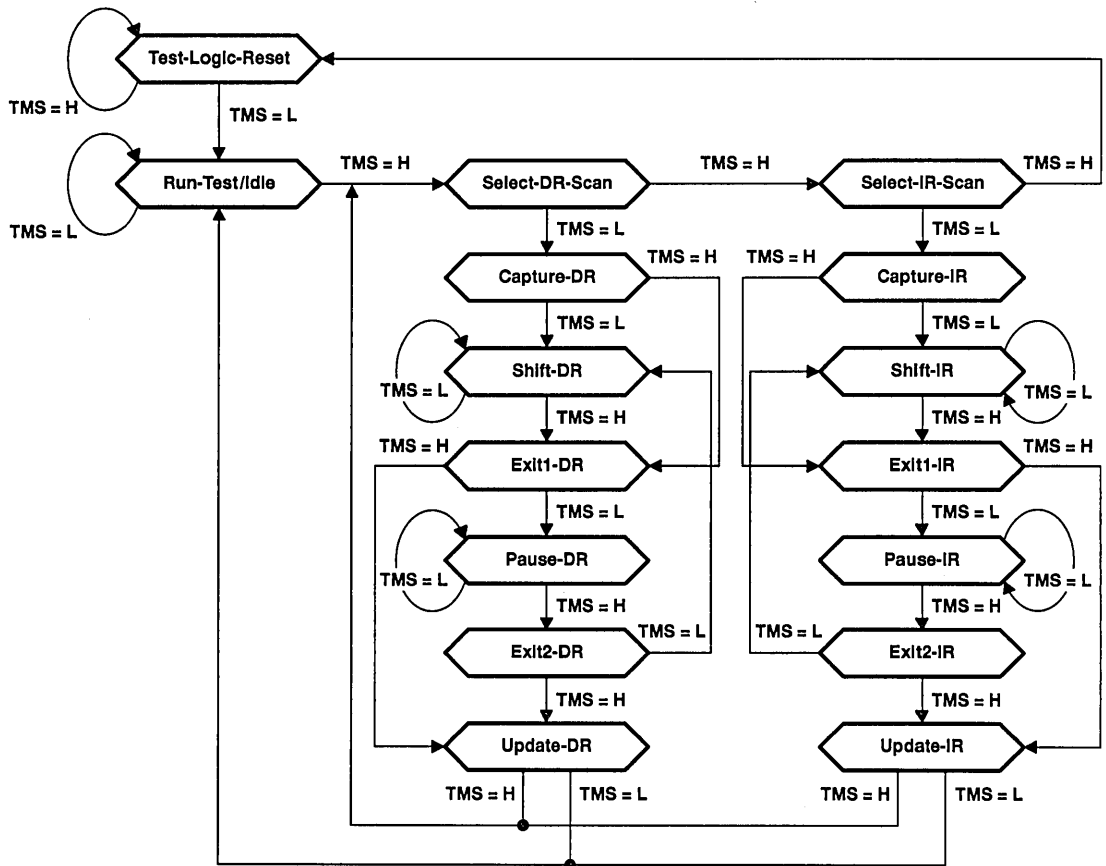 Test-Logic-Reset
TMS = H
TMS = L
Run-Test/Idle
TMS = L
TMS = H
Select-DR-Scan
TMS = H
Select-IR-Scan
TMS = H
TMS = L
TMS = L
Capture-DR
TMS = H
TMS = H
Capture-IR
TMS = L
TMS = L
Shift-DR
TMS = L
Shift-IR
TMS = L
TMS = H
TMS = H
TMS = H
Exit1-DR
Exit1-IR
TMS = H
TMS = L
TMS = L
Pause-DR
TMS = L
Pause-IR
TMS = L
TMS = H
TMS = H
Exit2-DR
TMS = L
TMS = L
Exit2-IR
TMS = H
TMS = H
Update-DR
Update-IR
TMS = H
TMS = L
TMS = H
TMS = L